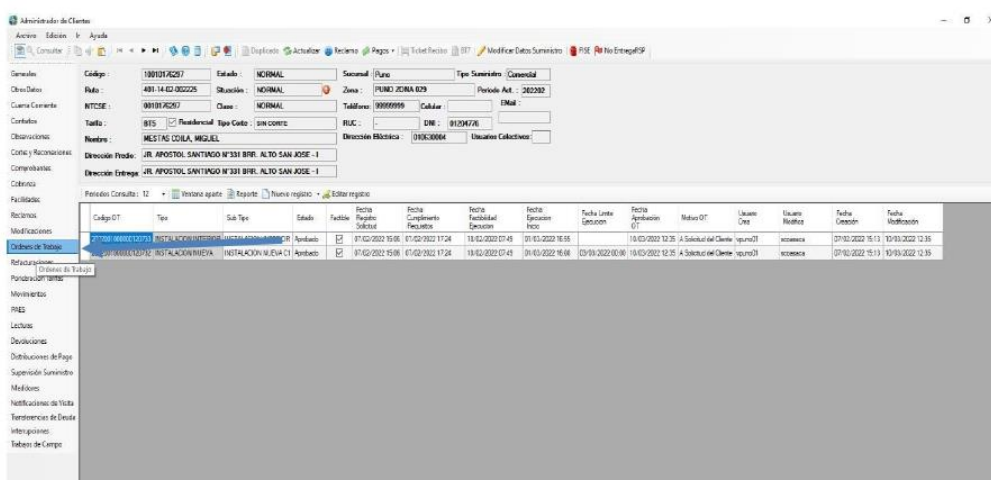 Administrador de Clientes
Archivo Edición Ir Ayuda
Consultar Duplicado Actualizar Reclamo Pagos Ticket Recibo BT7 Modificar Datos Suministro FISE No EntregaRSP
Generales
Otros Datos
Cuenta Corriente
Contatos
Observaciones
Corte y Reconexiones
Comprobantes
Cobranza
Facilidades
Reclamos
Modificaciones
Ordenes de Trabajo
Refacturaciones
Ordenes de Trabajo
Ponderación Tarifas
Movimientos
PAES
Lecturas
Devoluciones
Distribuciones de Pago
Supervisión Suministro
Medidores
Notificaciones de Visita
Transferencias de Deuda
Interrupciones
Trabajos de Campo
Código : 10010176297 Estado : NORMAL Sucursal Puno Tipo Suministro Comercial
Ruta : 401-14-02-002225 Situación : NORMAL Zona : PUNO ZONA 029 Periodo Act. : 202202
NTCSE : 0010176297 Clase : NORMAL Teléfono: 99999999 Celular : EMail :
Tarifa : BT5 Residencial Tipo Corte : SIN CORTE RUC : - DNI : 01204776
Nombre : MESTAS COILA, MIGUEL Dirección Eléctrica : 010630004 Usuarios Colectivos:
Dirección Predio: JR. APOSTOL SANTIAGO N°331 BRR. ALTO SAN JOSE - I
Dirección Entrega: JR. APOSTOL SANTIAGO N°331 BRR. ALTO SAN JOSE - I
Periodos Consulta : 12 Ventana aparte Reporte Nuevo registro Editar registro
Codigo OT Tipo Sub Tipo Estado Factible Fecha Registro Solicitud Fecha Cumplimiento Requisitos Fecha Factibilidad Ejecucion Fecha Ejecucion Inicio Fecha Limite Ejecucion Fecha Aprobación OT Motivo OT Usuario Crea Usuario Modifica Fecha Creación Fecha Modificación
Aprobado 07/02/2022 15:06 07/02/2022 17:24 18/02/2022 07:49 01/03/2022 16:55 10/03/2022 12:35 A Solicitud del Cliente 07/02/2022 15:13 10/03/2022 12:35
INSTALACION NUEVA INSTALACION NUEVA C1 Aprobado 07/02/2022 15:06 07/02/2022 17:24 18/02/2022 07:49 01/03/2022 16:00 03/03/2022 00:00 10/03/2022 12:35 A Solicitud del Cliente 07/02/2022 15:13 10/03/2022 12:35